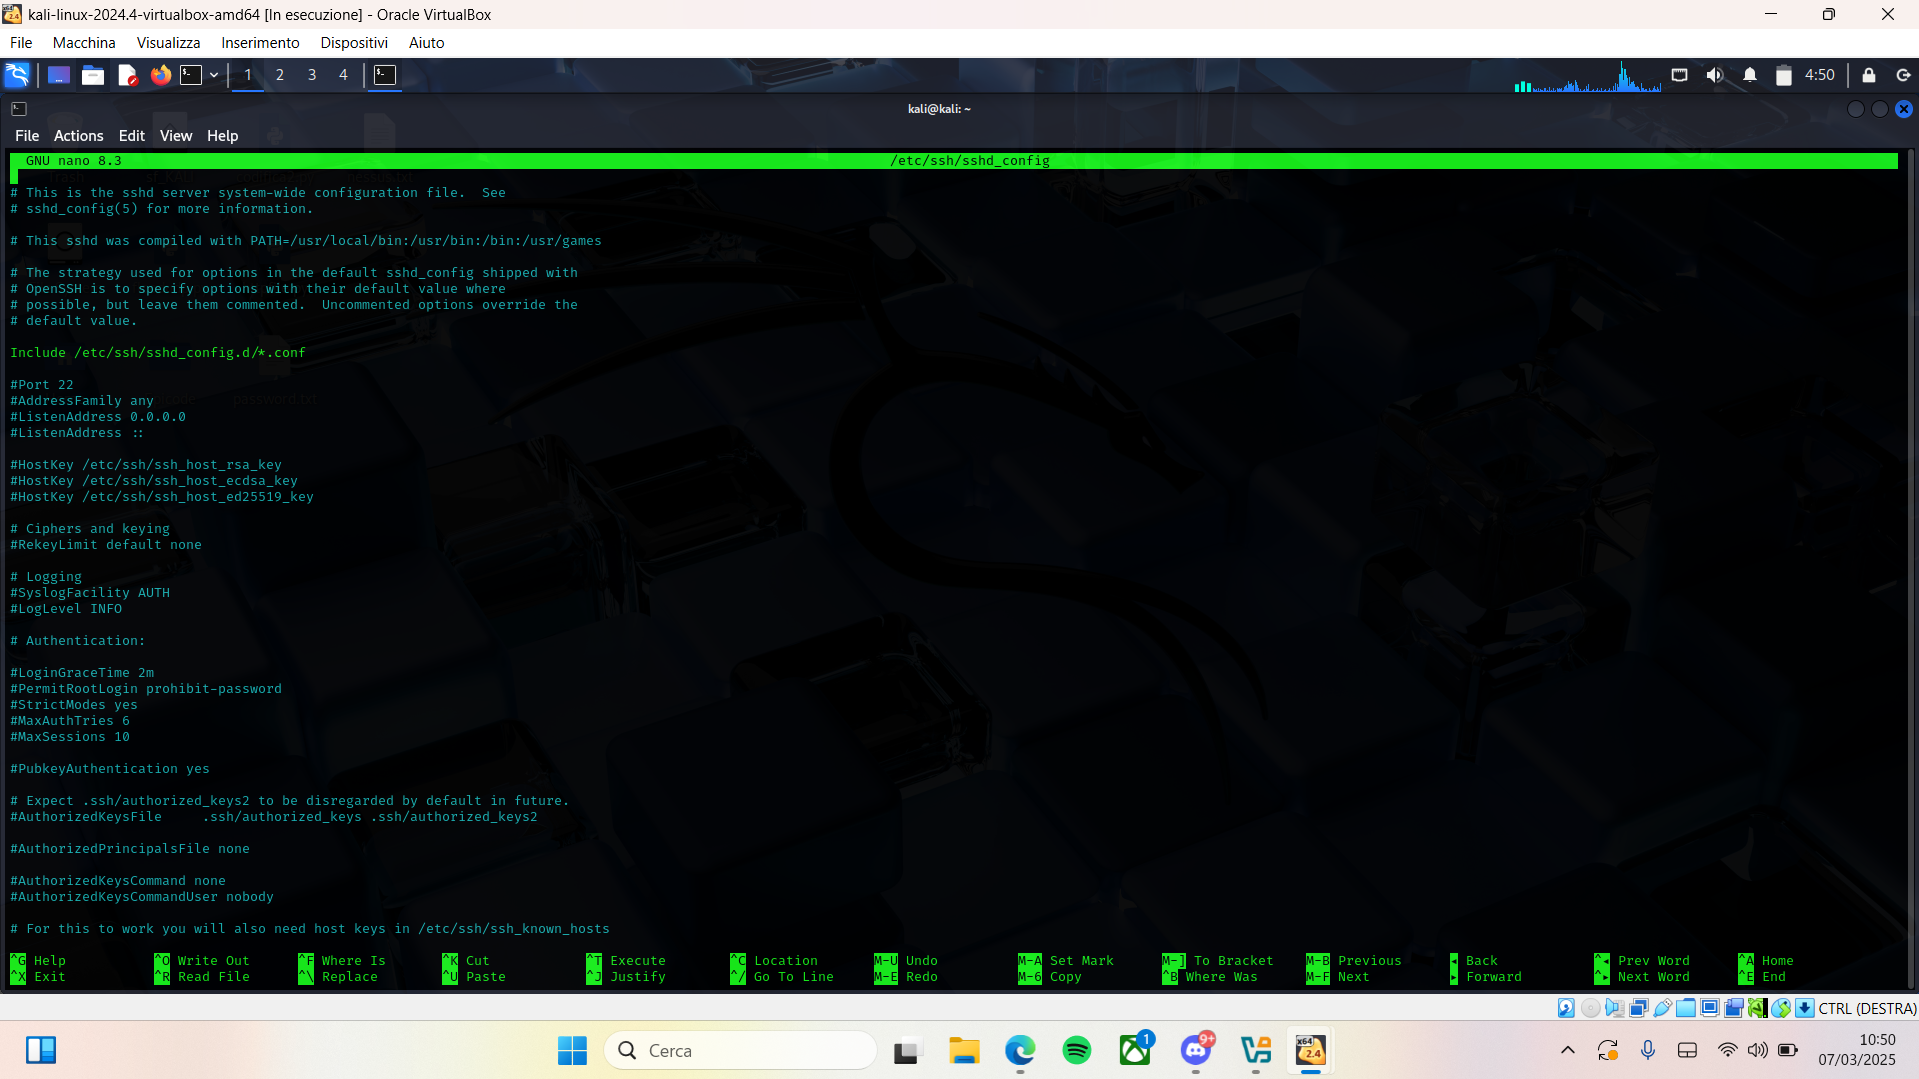 kali-linux-2024.4-virtualbox-amd64 [In esecuzione] - Oracle VirtualBox
File Macchina Visualizza Inserimento Dispositivi Aiuto
1 2 3 4 4:50
kali@kali: ~
File Actions Edit View Help
GNU nano 8.3 /etc/ssh/sshd_config
# This is the sshd server system-wide configuration file.  See
# sshd_config(5) for more information.
# This sshd was compiled with PATH=/usr/local/bin:/usr/bin:/bin:/usr/games
# The strategy used for options in the default sshd_config shipped with
# OpenSSH is to specify options with their default value where
# possible, but leave them commented.  Uncommented options override the
# default value.
Include /etc/ssh/sshd_config.d/*.conf
#Port 22
#AddressFamily any
#ListenAddress 0.0.0.0
#ListenAddress ::
#HostKey /etc/ssh/ssh_host_rsa_key
#HostKey /etc/ssh/ssh_host_ecdsa_key
#HostKey /etc/ssh/ssh_host_ed25519_key
# Ciphers and keying
#RekeyLimit default none
# Logging
#SyslogFacility AUTH
#LogLevel INFO
# Authentication:
#LoginGraceTime 2m
#PermitRootLogin prohibit-password
#StrictModes yes
#MaxAuthTries 6
#MaxSessions 10
#PubkeyAuthentication yes
# Expect .ssh/authorized_keys2 to be disregarded by default in future.
#AuthorizedKeysFile     .ssh/authorized_keys .ssh/authorized_keys2
#AuthorizedPrincipalsFile none
#AuthorizedKeysCommand none
#AuthorizedKeysCommandUser nobody
# For this to work you will also need host keys in /etc/ssh/ssh_known_hosts
^G Help ^O Write Out ^F Where Is ^K Cut ^T Execute ^C Location M-U Undo M-A Set Mark M-] To Bracket M-B Previous ◂ Back ^◂ Prev Word ^A Home
^X Exit ^R Read File ^\ Replace ^U Paste ^J Justify ^/ Go To Line M-E Redo M-6 Copy ^B Where Was M-F Next ▸ Forward ^▸ Next Word ^E End
CTRL (DESTRA)
Cerca
1
9+
x64
2.4
10:50
07/03/2025